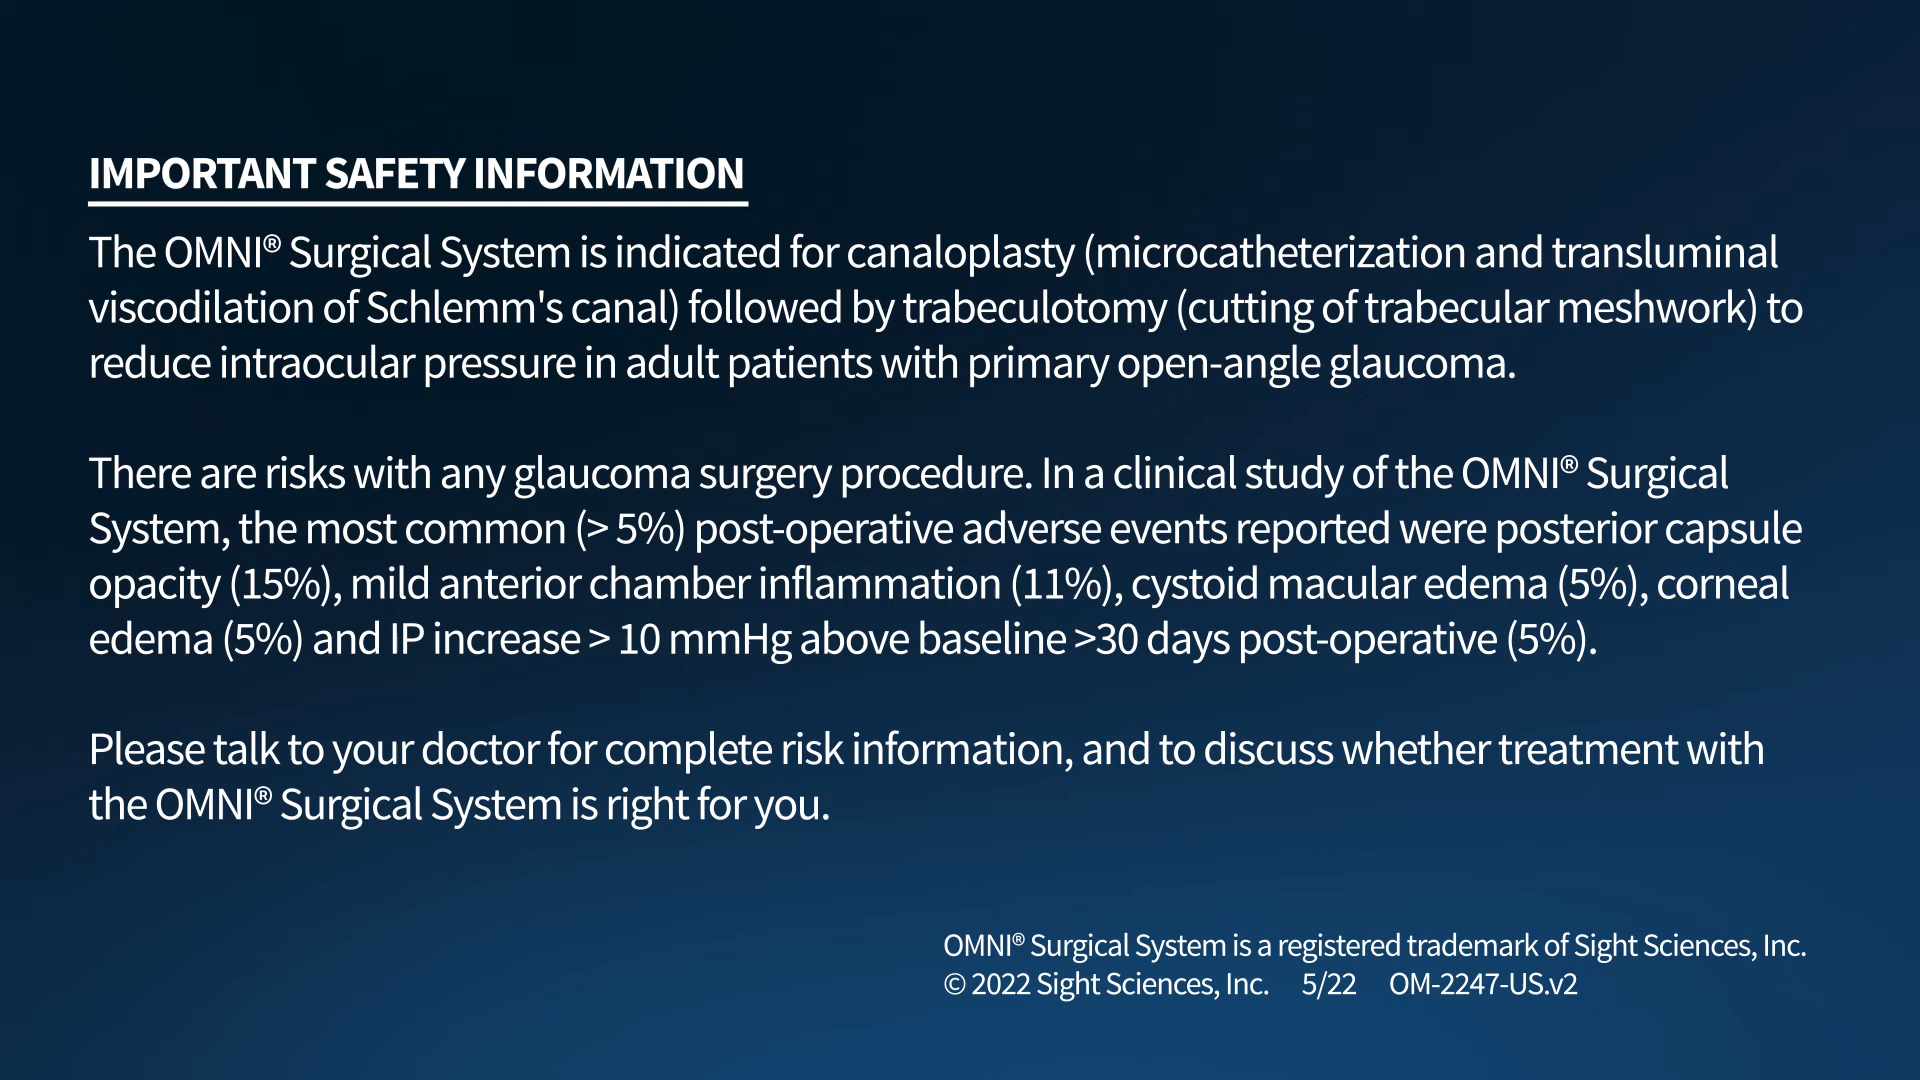 IMPORTANT SAFETY INFORMATION
The OMNI® Surgical System is indicated for canaloplasty (microcatheterization and transluminal
viscodilation of Schlemm's canal) followed by trabeculotomy (cutting of trabecular meshwork) to
reduce intraocular pressure in adult patients with primary open-angle glaucoma.
There are risks with any glaucoma surgery procedure. In a clinical study of the OMNI® Surgical
System, the most common (> 5%) post-operative adverse events reported were posterior capsule
opacity (15%), mild anterior chamber inflammation (11%), cystoid macular edema (5%), corneal
edema (5%) and IP increase > 10 mmHg above baseline >30 days post-operative (5%).
Please talk to your doctor for complete risk information, and to discuss whether treatment with
the OMNI® Surgical System is right for you.
OMNI® Surgical System is a registered trademark of Sight Sciences, Inc.
© 2022 Sight Sciences, Inc. 5/22 OM-2247-US.v2